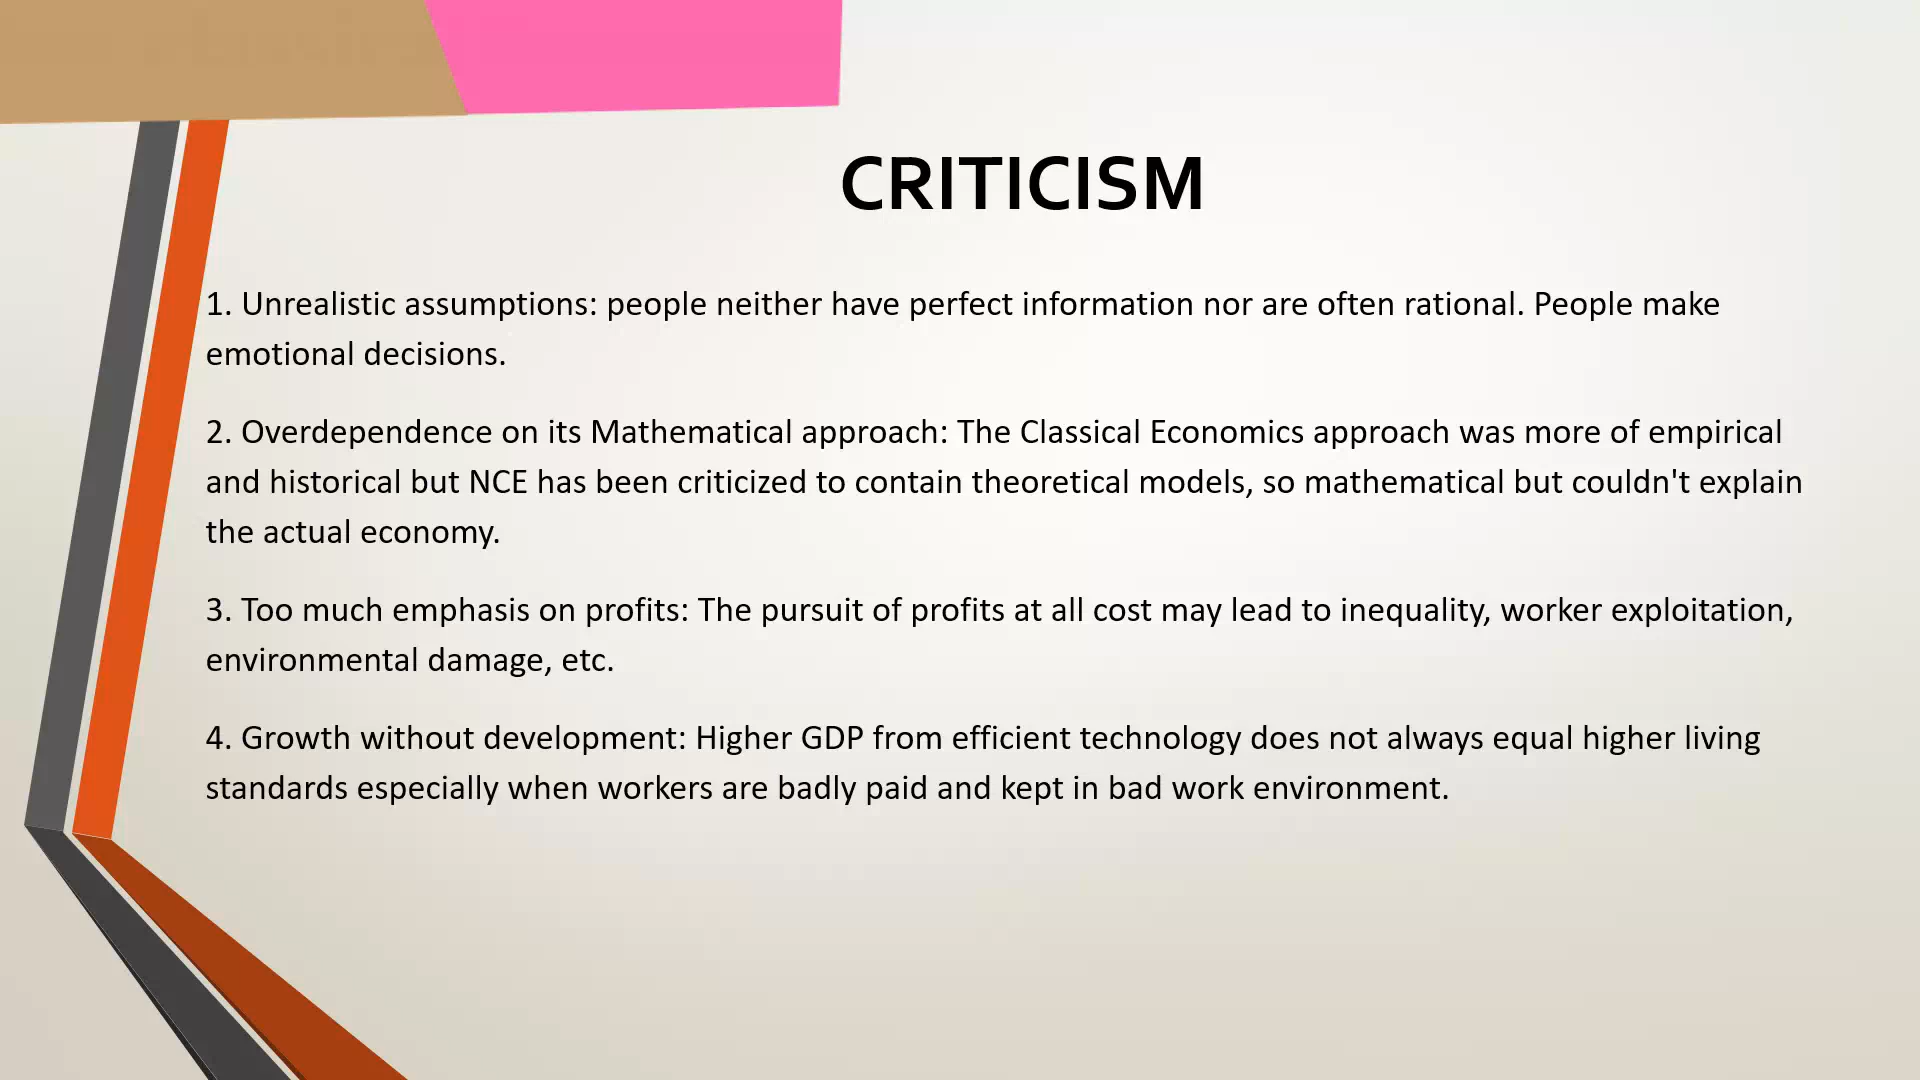 CRITICISM
1. Unrealistic assumptions: people neither have perfect information nor are often rational. People make
emotional decisions.
2. Overdependence on its Mathematical approach: The Classical Economics approach was more of empirical
and historical but NCE has been criticized to contain theoretical models, so mathematical but couldn't explain
the actual economy.
3. Too much emphasis on profits: The pursuit of profits at all cost may lead to inequality, worker exploitation,
environmental damage, etc.
4. Growth without development: Higher GDP from efficient technology does not always equal higher living
standards especially when workers are badly paid and kept in bad work environment.